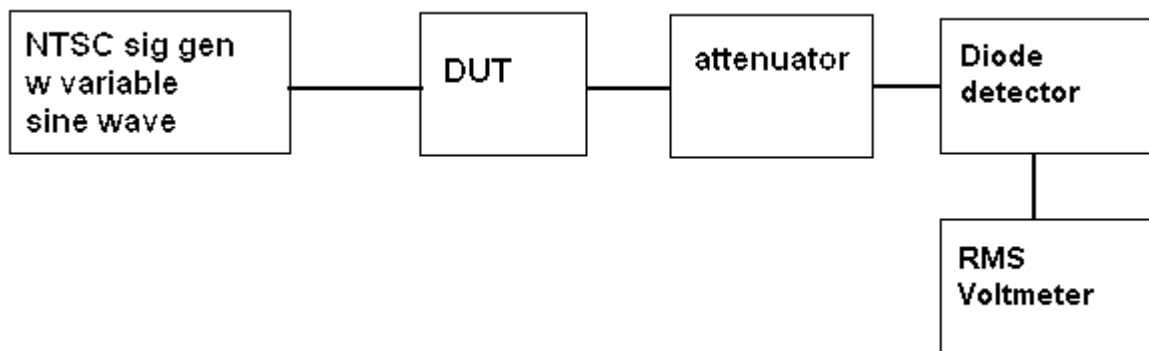 NTSC sig gen
w variable
sine wave
DUT
attenuator
Diode
detector
RMS
Voltmeter